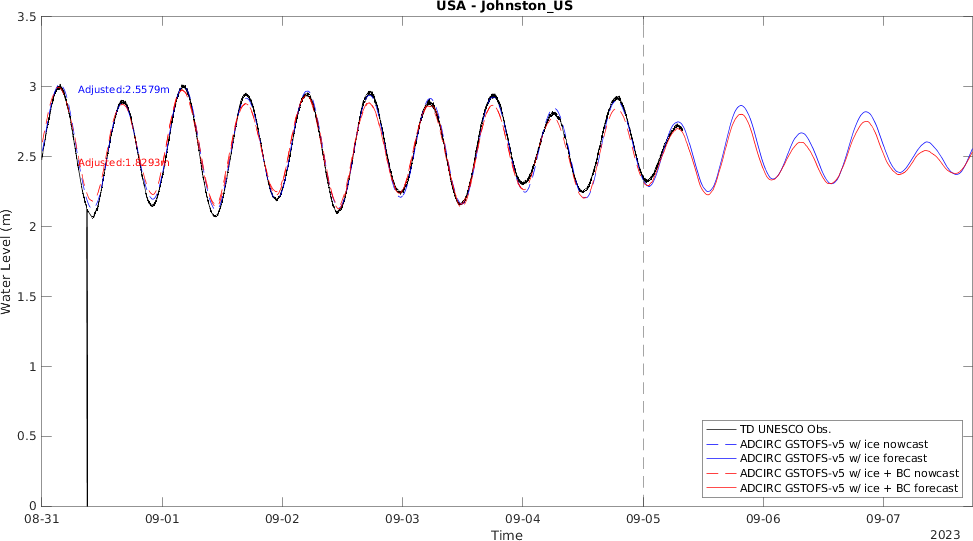 USA - Johnston_US
3.5
3
2.5
2
1.5
1
0.5
0
Water Level (m)
Adjusted:2.5579m
Adjusted:1.8293m
TD UNESCO Obs.
ADCIRC GSTOFS-v5 w/ ice nowcast
ADCIRC GSTOFS-v5 w/ ice forecast
ADCIRC GSTOFS-v5 w/ ice + BC nowcast
ADCIRC GSTOFS-v5 w/ ice + BC forecast
08-31 09-01 09-02 09-03 09-04 09-05 09-06 09-07
Time
2023